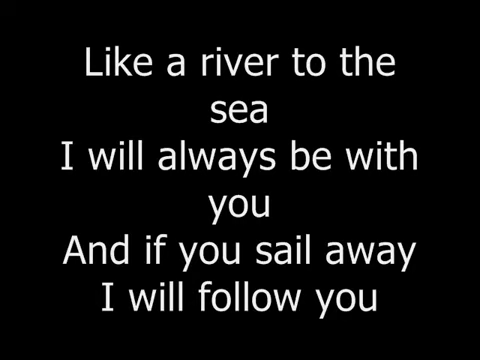 Like a river to the
sea
I will always be with
you
And if you sail away
I will follow you